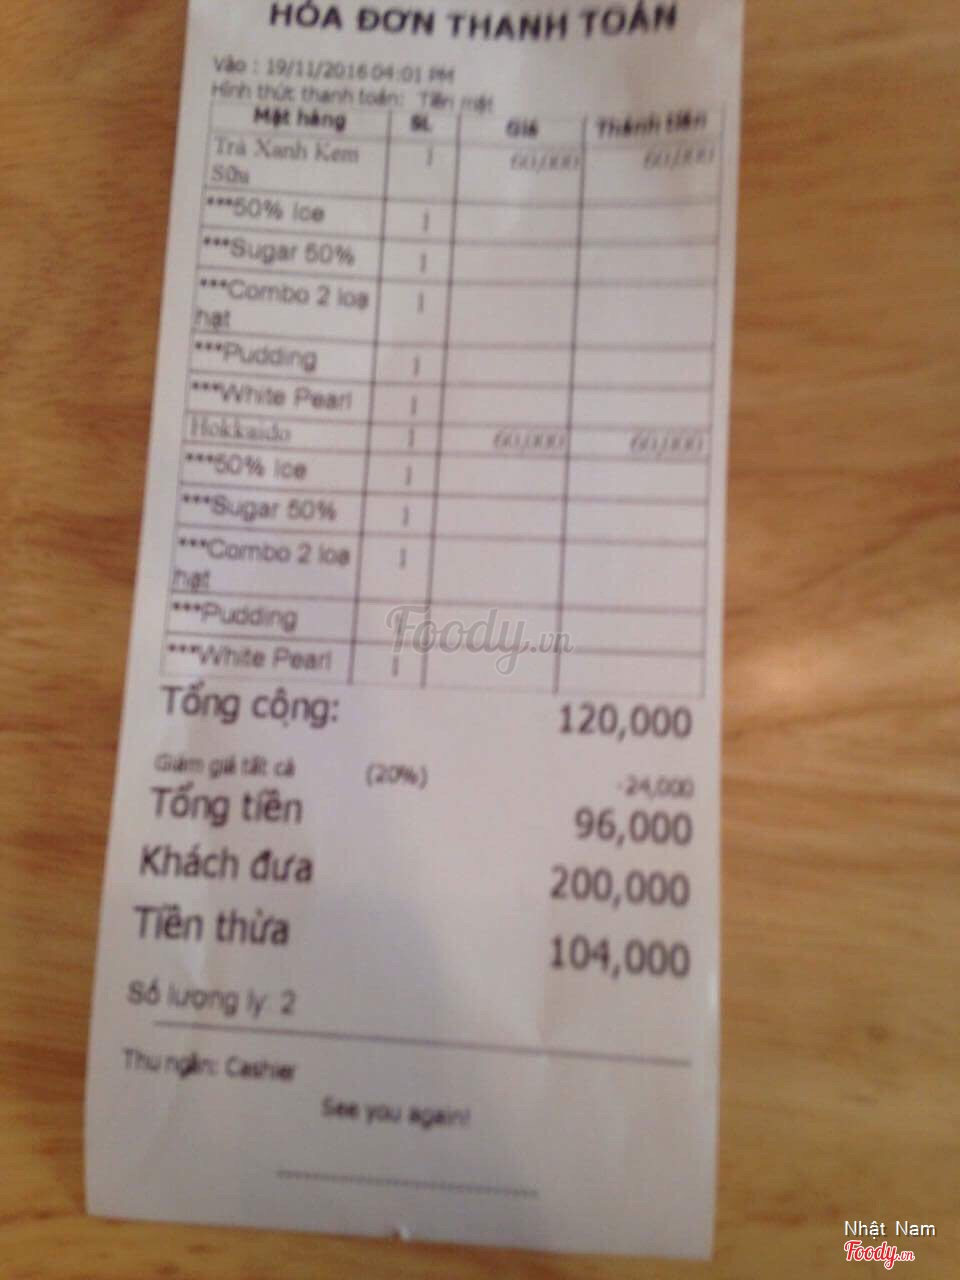 HÓA ĐƠN THANH TOÁN
Vào : 19/11/2016 04:01 PM
Hình thức thanh toán: Tiền mặt
Mặt hàng SL Giá Thành tiền
Trà Xanh Kem 1 60,000 60,000
Sữu
***50% Ice 1
***Sugar 50% 1
***Combo 2 loa 1
hạt
***Pudding 1
***White Pearl 1
Hokkaido 1 60,000 60,000
***50% Ice 1
***Sugar 50% 1
***Combo 2 loa 1
hạt
***Pudding 1
***White Pearl 1
Foody.vn
Tổng cộng: 120,000
Giảm giá tất cả (20%) -24,000
Tổng tiền 96,000
Khách đưa 200,000
Tiền thừa 104,000
Số lượng ly: 2
Thu ngân: Cashier
See you again!
Nhật Nam
Foody.vn